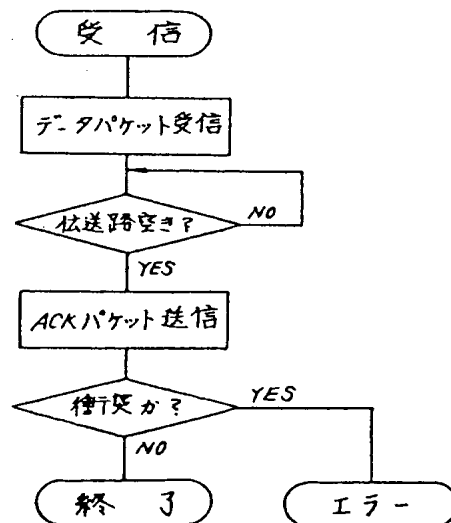 受 信
データパケット受信
伝送路空き?
NO
YES
ACKパケット送信
衝突か?
YES
NO
終 了
エラー